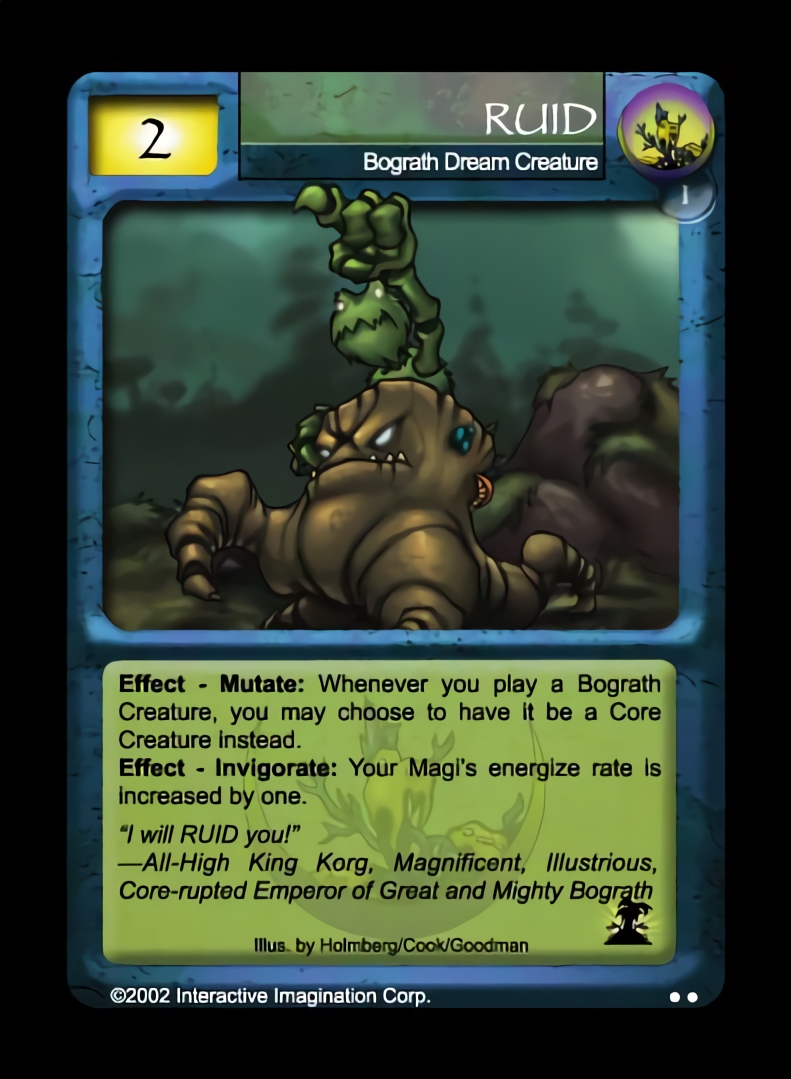 2
RUID
Bograth Dream Creature
1
Effect - Mutate: Whenever you play a Bograth
Creature, you may choose to have it be a Core
Creature instead.
Effect - Invigorate: Your Magi's energize rate is
increased by one.
"I will RUID you!"
—All-High King Korg, Magnificent, Illustrious,
Core-rupted Emperor of Great and Mighty Bograth
Illus. by Holmberg/Cook/Goodman
©2002 Interactive Imagination Corp.